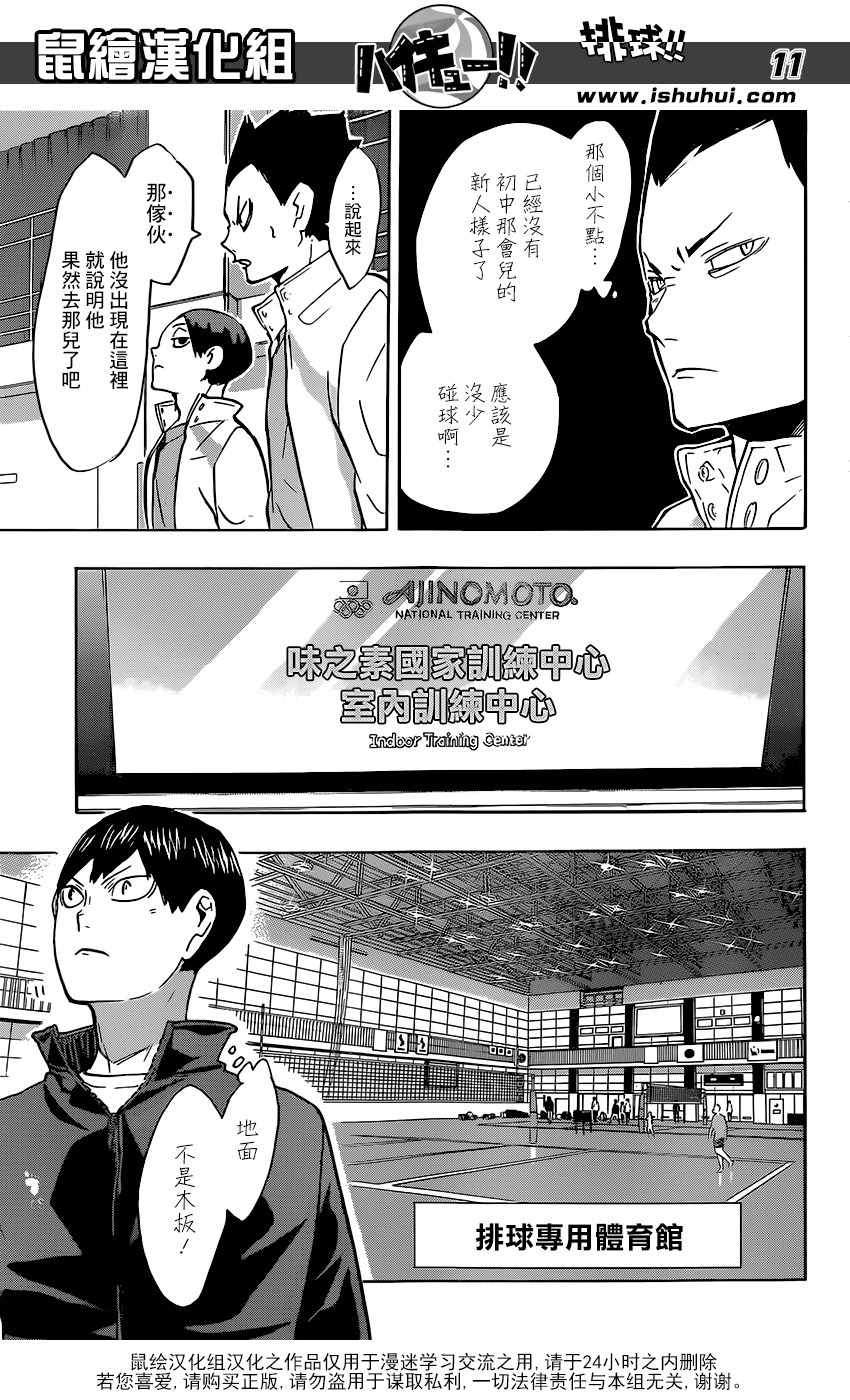 鼠繪漢化組
ハイキュー!!
排球!!
11
www.ishuhui.com
那個小不點…
已經沒有
初中那會兒的
新人樣子了
應該是
沒少
碰球啊…
…說起來
那傢伙
他沒出現在這裡
就說明他
果然去那兒了吧
AJINOMOTO.
NATIONAL TRAINING CENTER
味之素國家訓練中心
室內訓練中心
Indoor Training Center
排球專用體育館
地面
不是木板！
鼠绘汉化组汉化之作品仅用于漫迷学习交流之用, 请于24小时之内删除
若您喜爱, 请购买正版, 请勿盗用于谋取私利, 一切法律责任与本组无关, 谢谢。